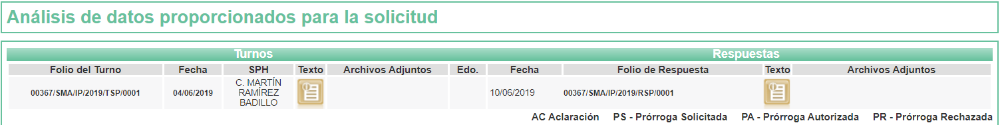 Análisis de datos proporcionados para la solicitud
Turnos Respuestas
Folio del Turno Fecha SPH Texto Archivos Adjuntos Edo. Fecha Folio de Respuesta Texto Archivos Adjuntos
00367/SMA/IP/2019/TSP/0001 04/06/2019 C. MARTÍN
RAMÍREZ
BADILLO
10/06/2019 00367/SMA/IP/2019/RSP/0001
AC Aclaración PS - Prórroga Solicitada PA - Prórroga Autorizada PR - Prórroga Rechazada